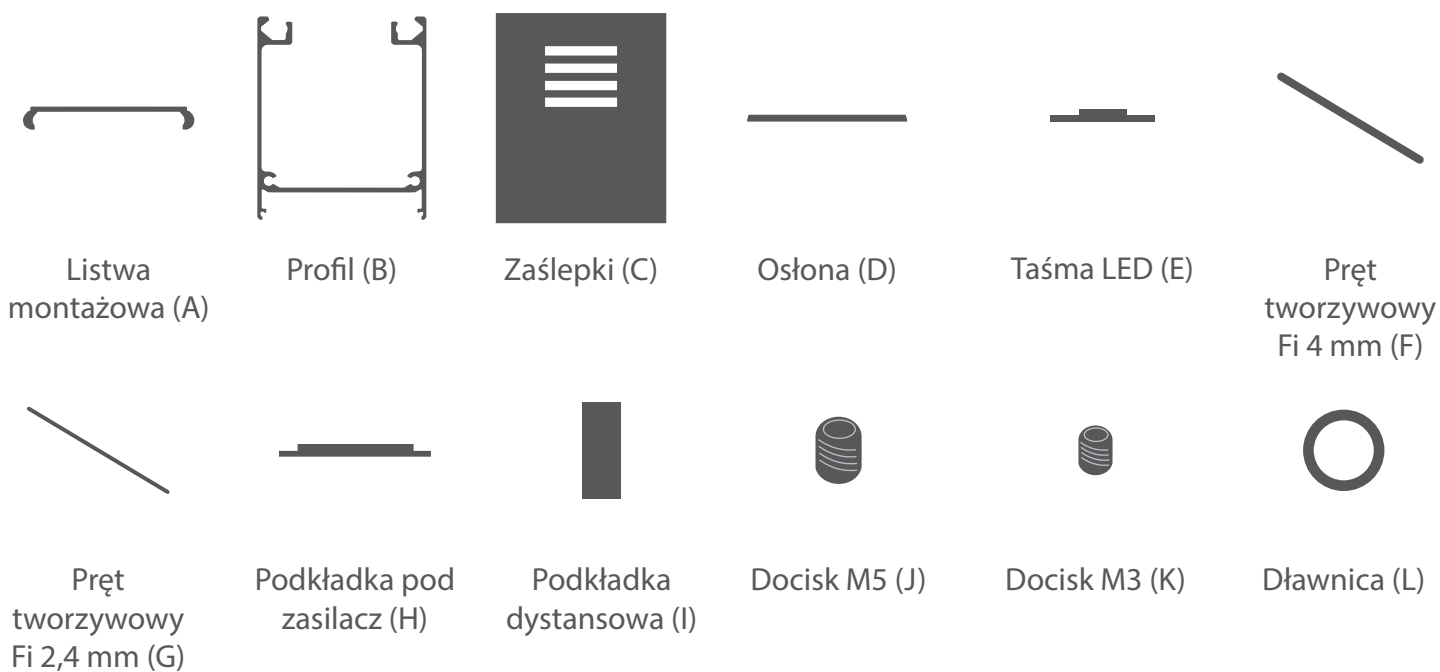 Listwa
montażowa (A)
Profil (B)
Zaślepki (C)
Osłona (D)
Taśma LED (E)
Pręt
tworzywowy
Fi 4 mm (F)
Pręt
tworzywowy
Fi 2,4 mm (G)
Podkładka pod
zasilacz (H)
Podkładka
dystansowa (I)
Docisk M5 (J)
Docisk M3 (K)
Dławnica (L)